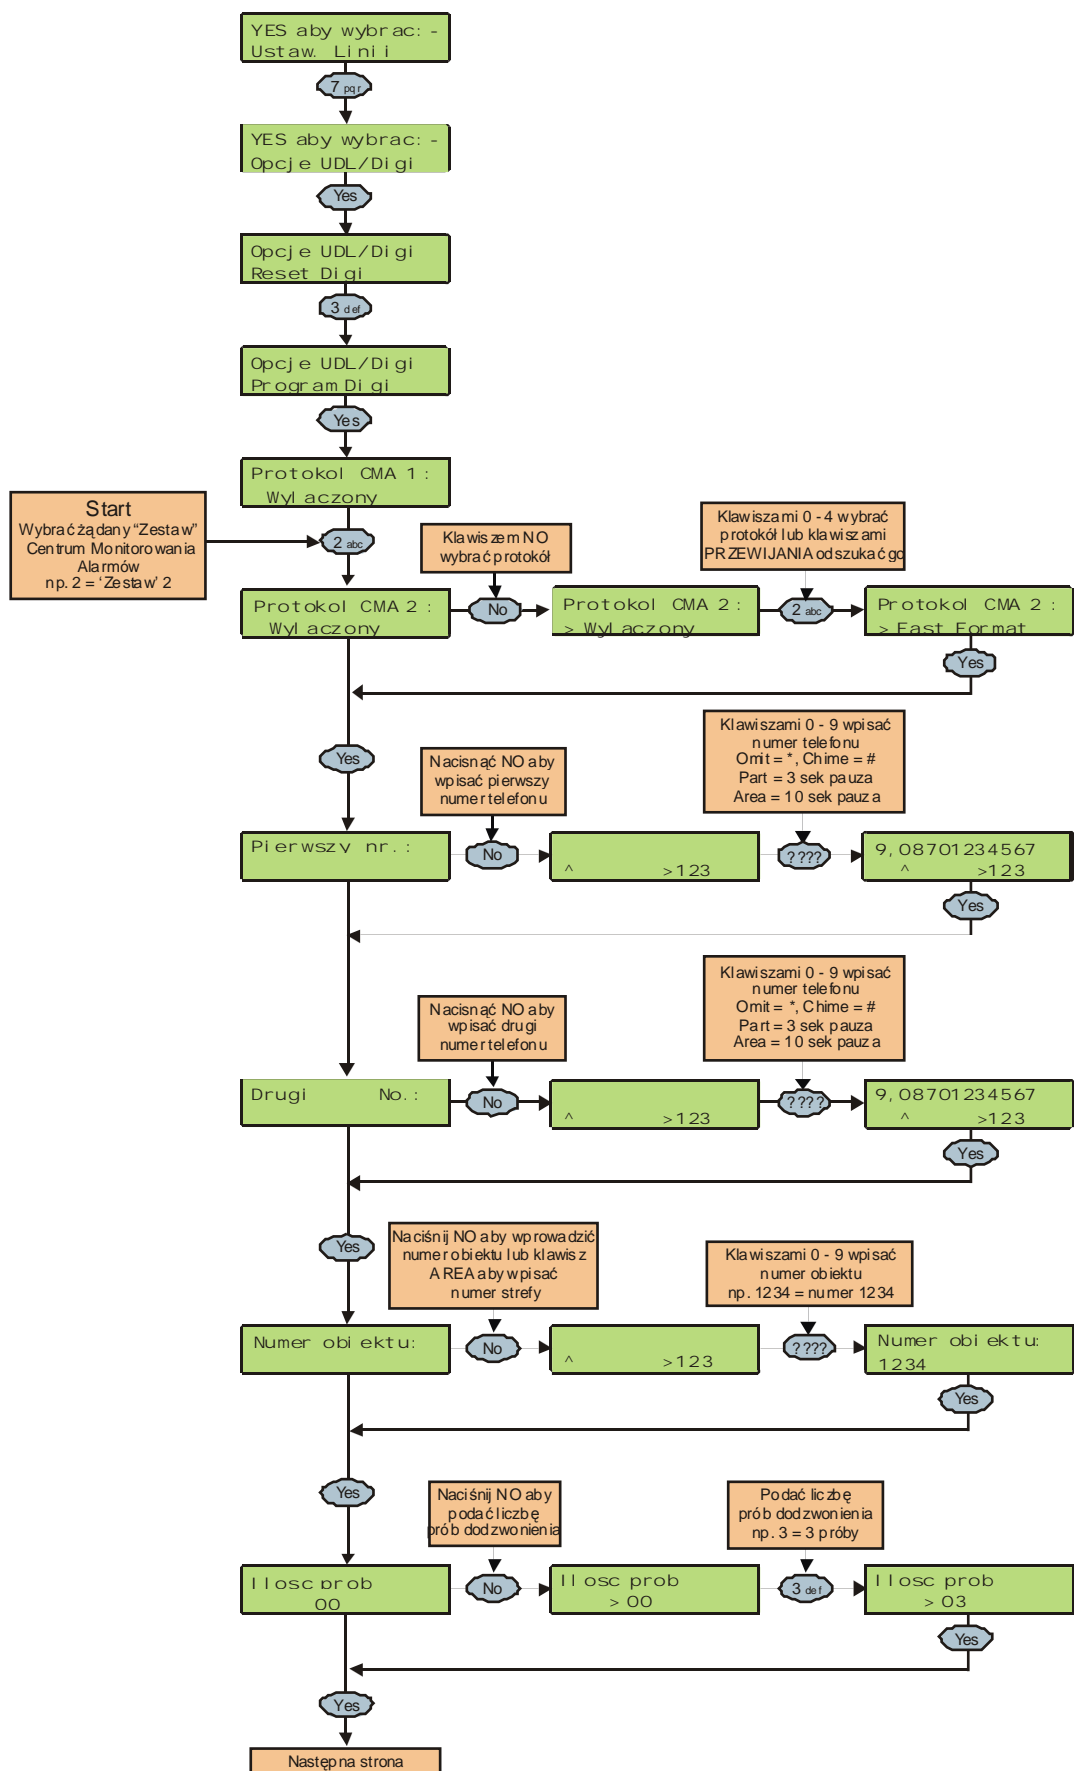 YES aby wybrac: -
Ustaw. Linii
7 pqr
YES aby wybrac: -
Opcje UDL/Digi
Yes
Opcje UDL/Digi
Reset Digi
3 def
Opcje UDL/Digi
Program Digi
Yes
Protokol CMA 1:
Wylaczony
Start
Wybrać żądany “Zestaw”
Centrum Monitorowania
Alarmów
np. 2 = ‘Zestaw’ 2
2 abc
Klawiszem NO
wybrać protokół
Klawiszami 0 - 4 wybrać
protokół lub klawiszami
PRZEWIJANIA odszukać go
Protokol CMA 2:
Wylaczony
No
Protokol CMA 2:
> Wylaczony
2 abc
Protokol CMA 2:
> Fast Format
Yes
Yes
Nacisnąć NO aby
wpisać pierwszy
numer telefonu
Klawiszami 0 - 9 wpisać
numer telefonu
Omit = *, Chime = #
Part = 3 sek pauza
Area = 10 sek pauza
Pierwszy nr.:
No
^ >123
????
9,08701234567
^ >123
Yes
Nacisnąć NO aby
wpisać drugi
numer telefonu
Klawiszami 0 - 9 wpisać
numer telefonu
Omit = *, Chime = #
Part = 3 sek pauza
Area = 10 sek pauza
Drugi No.:
No
^ >123
????
9,08701234567
^ >123
Yes
Yes
Naciśnij NO aby wprowadzić
numer obiektu lub klawisz
AREA aby wpisać
numer strefy
Klawiszami 0 - 9 wpisać
numer obiektu
np. 1234 = numer 1234
Numer obiektu:
No
^ >123
????
Numer obiektu:
1234
Yes
Yes
Naciśnij NO aby
podać liczbę
prób dodzwonienia
Podać liczbę
prób dodzwonienia
np. 3 = 3 próby
Ilosc prob
00
No
Ilosc prob
> 00
3 def
Ilosc prob
> 03
Yes
Yes
Następna strona